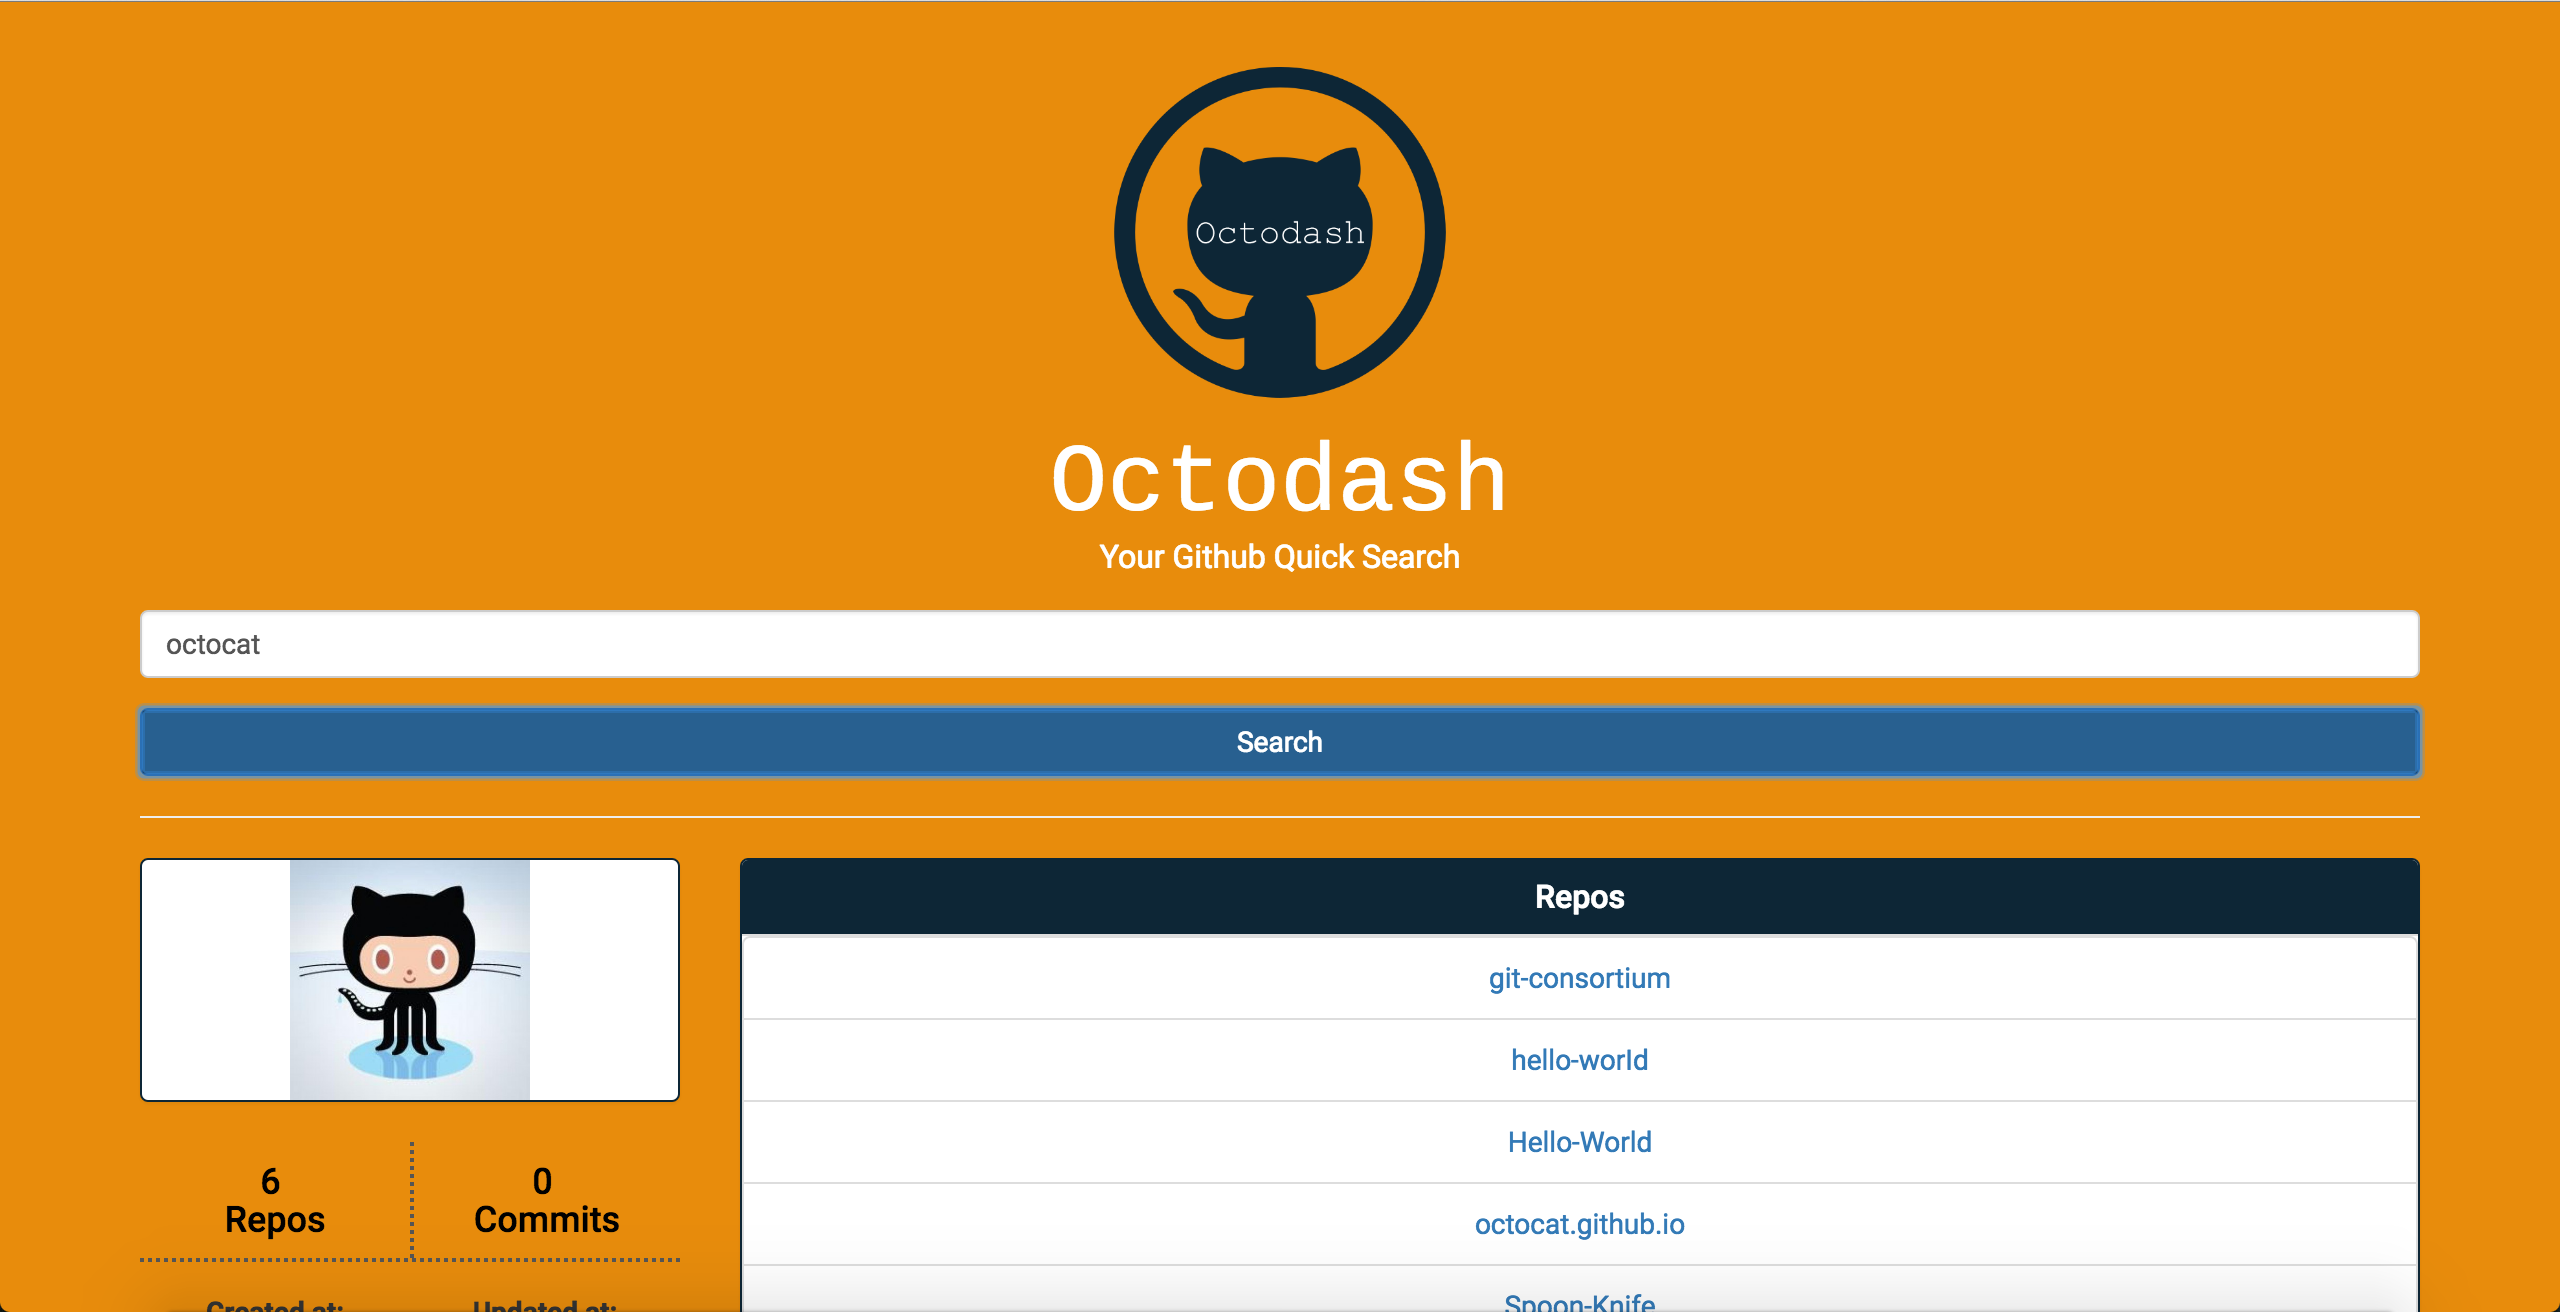 Octodash
Octodash
Your Github Quick Search
octocat
Search
Repos
git-consortium
hello-worId
Hello-World
octocat.github.io
Spoon-Knife
6
Repos
0
Commits
Created at:
Updated at: